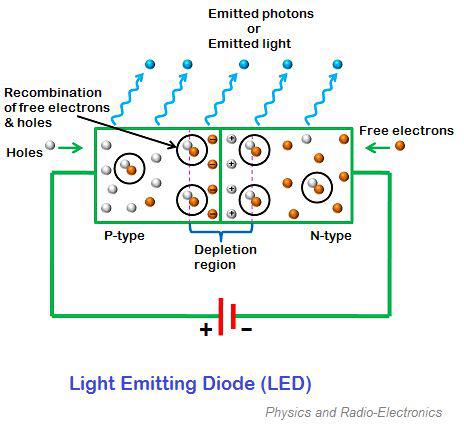 Emitted photons
or
Emitted light
Recombination
of free electrons
& holes
Holes
Free electrons
P-type
Depletion
region
N-type
+
−
Light Emitting Diode (LED)
Physics and Radio-Electronics